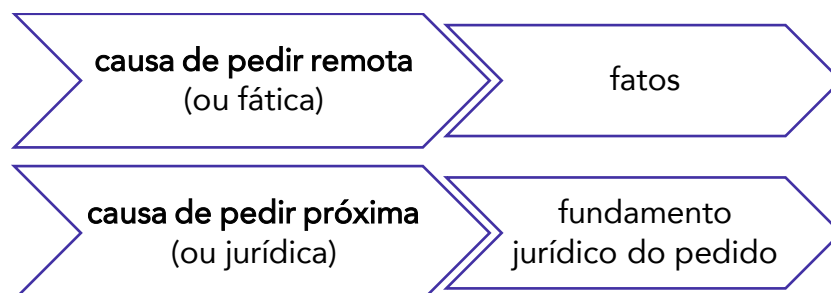 causa de pedir remota
(ou fática)
fatos
causa de pedir próxima
(ou jurídica)
fundamento
jurídico do pedido